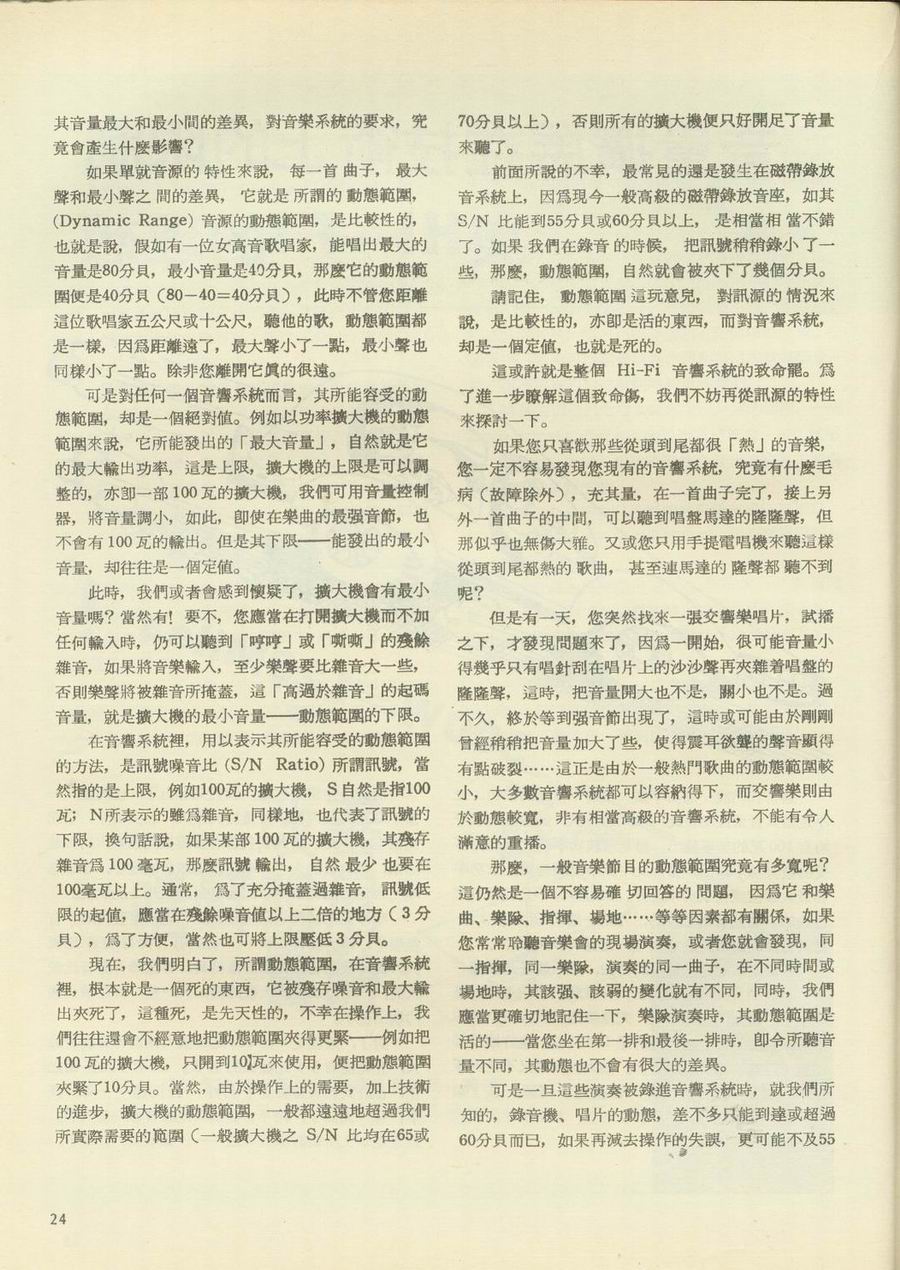 其音量最大和最小間的差異，對音樂系統的要求，究
竟會產生什麼影響？
如果單就音源的特性來說，每一首曲子，最大
聲和最小聲之間的差異，它就是所謂的動態範圍，
(Dynamic Range) 音源的動態範圍，是比較性的，
也就是說，假如有一位女高音歌唱家，能唱出最大的
音量是80分貝，最小音量是40分貝，那麼它的動態範
圍便是40分貝（80－40＝40分貝），此時不管您距離
這位歌唱家五公尺或十公尺，聽他的歌，動態範圍都
是一樣，因爲距離遠了，最大聲小了一點，最小聲也
同樣小了一點。除非您離開它眞的很遠。
可是對任何一個音響系統而言，其所能容受的動
態範圍，却是一個絕對値。例如以功率擴大機的動態
範圍來說，它所能發出的「最大音量」，自然就是它
的最大輸出功率，這是上限，擴大機的上限是可以調
整的，亦卽一部 100 瓦的擴大機，我們可用音量控制
器，將音量調小，如此，卽使在樂曲的最强音節，也
不會有 100 瓦的輸出。但是其下限──能發出的最小
音量，却往往是一個定値。
此時，我們或者會感到懷疑了，擴大機會有最小
音量嗎？當然有！要不，您應當在打開擴大機而不加
任何輸入時，仍可以聽到「哼哼」或「嘶嘶」的殘餘
雜音，如果將音樂輸入，至少樂聲要比雜音大一些，
否則樂聲將被雜音所掩蓋，這「高過於雜音」的起碼
音量，就是擴大機的最小音量──動態範圍的下限。
在音響系統裡，用以表示其所能容受的動態範圍
的方法，是訊號噪音比 (S/N Ratio) 所謂訊號，當
然指的是上限，例如100瓦的擴大機，S自然是指100
瓦；N所表示的雖爲雜音，同樣地，也代表了訊號的
下限，換句話說，如果某部 100 瓦的擴大機，其殘存
雜音爲 100 毫瓦，那麼訊號輸出，自然最少也要在
100毫瓦以上。通常，爲了充分掩蓋過雜音，訊號低
限的起値，應當在殘餘噪音値以上二倍的地方（3分
貝），爲了方便，當然也可將上限壓低3分貝。
現在，我們明白了，所謂動態範圍，在音響系統
裡，根本就是一個死的東西，它被殘存噪音和最大輸
出夾死了，這種死，是先天性的，不幸在操作上，我
們往往還會不經意地把動態範圍夾得更緊──例如把
100 瓦的擴大機，只開到10瓦來使用，便把動態範圍
夾緊了10分貝。當然，由於操作上的需要，加上技術
的進步，擴大機的動態範圍，一般都遠遠地超過我們
所實際需要的範圍（一般擴大機之 S/N 比均在65或
70分貝以上），否則所有的擴大機便只好開足了音量
來聽了。
前面所說的不幸，最常見的還是發生在磁帶錄放
音系統上，因爲現今一般高級的磁帶錄放音座，如其
S/N 比能到55分貝或60分貝以上，是相當相當不錯
了。如果我們在錄音的時候，把訊號稍稍錄小了一
些，那麼，動態範圍，自然就會被夾下了幾個分貝。
請記住，動態範圍這玩意兒，對訊源的情況來
說，是比較性的，亦卽是活的東西，而對音響系統，
却是一個定値，也就是死的。
這或許就是整個 Hi-Fi 音響系統的致命罷。爲
了進一步瞭解這個致命傷，我們不妨再從訊源的特性
來探討一下。
如果您只喜歡那些從頭到尾都很「熱」的音樂，
您一定不容易發現您現有的音響系統，究竟有什麼毛
病（故障除外），充其量，在一首曲子完了，接上另
外一首曲子的中間，可以聽到唱盤馬達的隆隆聲，但
那似乎也無傷大雅。又或您只用手提電唱機來聽這樣
從頭到尾都熱的歌曲，甚至連馬達的隆聲都聽不到
呢？
但是有一天，您突然找來一張交響樂唱片，試播
之下，才發現問題來了，因爲一開始，很可能音量小
得幾乎只有唱針刮在唱片上的沙沙聲再夾雜着唱盤的
隆隆聲，這時，把音量開大也不是，關小也不是。過
不久，終於等到强音節出現了，這時或可能由於剛剛
曾經稍稍把音量加大了些，使得震耳欲聾的聲音顯得
有點破裂……這正是由於一般熱門歌曲的動態範圍較
小，大多數音響系統都可以容納得下，而交響樂則由
於動態較寬，非有相當高級的音響系統，不能有令人
滿意的重播。
那麼，一般音樂節目的動態範圍究竟有多寬呢？
這仍然是一個不容易確切回答的問題，因爲它和樂
曲、樂隊、指揮、場地……等等因素都有關係，如果
您常常聆聽音樂會的現場演奏，或者您就會發現，同
一指揮，同一樂隊，演奏的同一曲子，在不同時間或
場地時，其該强、該弱的變化就有不同，同時，我們
應當更確切地記住一下，樂隊演奏時，其動態範圍是
活的──當您坐在第一排和最後一排時，卽令所聽音
量不同，其動態也不會有很大的差異。
可是一旦這些演奏被錄進音響系統時，就我們所
知的，錄音機、唱片的動態，差不多只能到達或超過
60分貝而已，如果再減去操作的失誤，更可能不及55
24